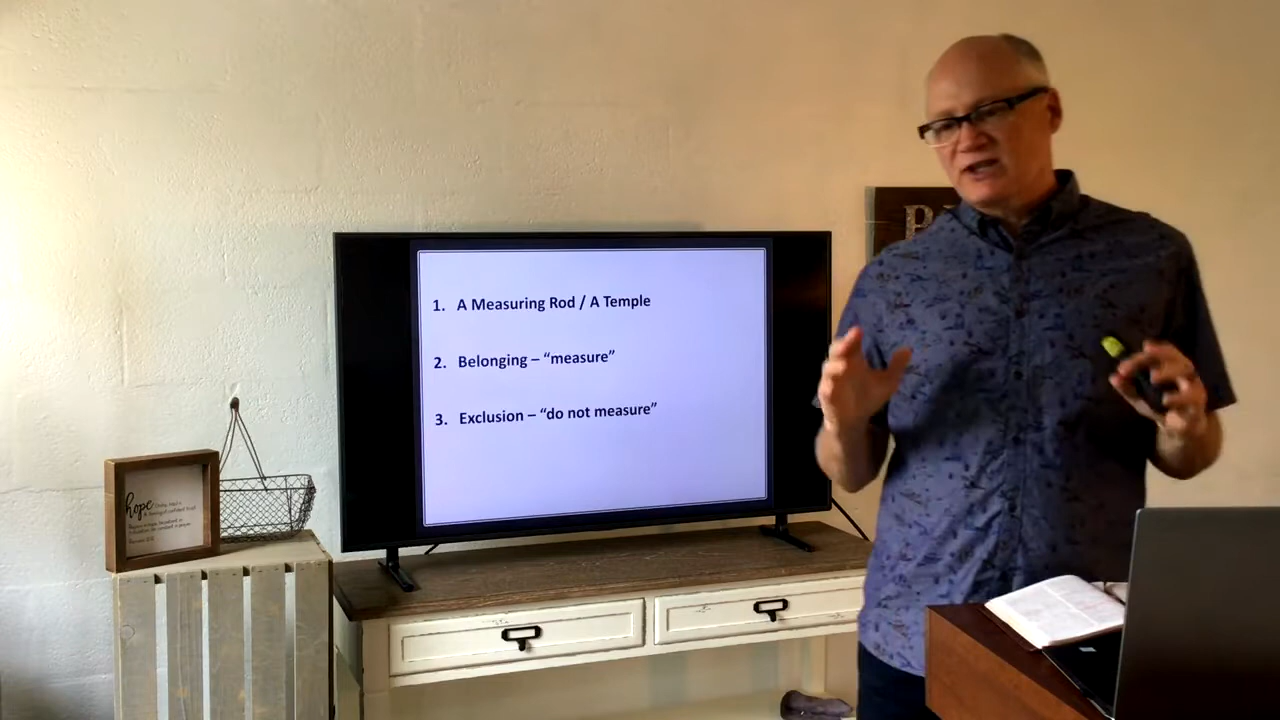 1. A Measuring Rod / A Temple
2. Belonging – “measure”
3. Exclusion – “do not measure”
hope